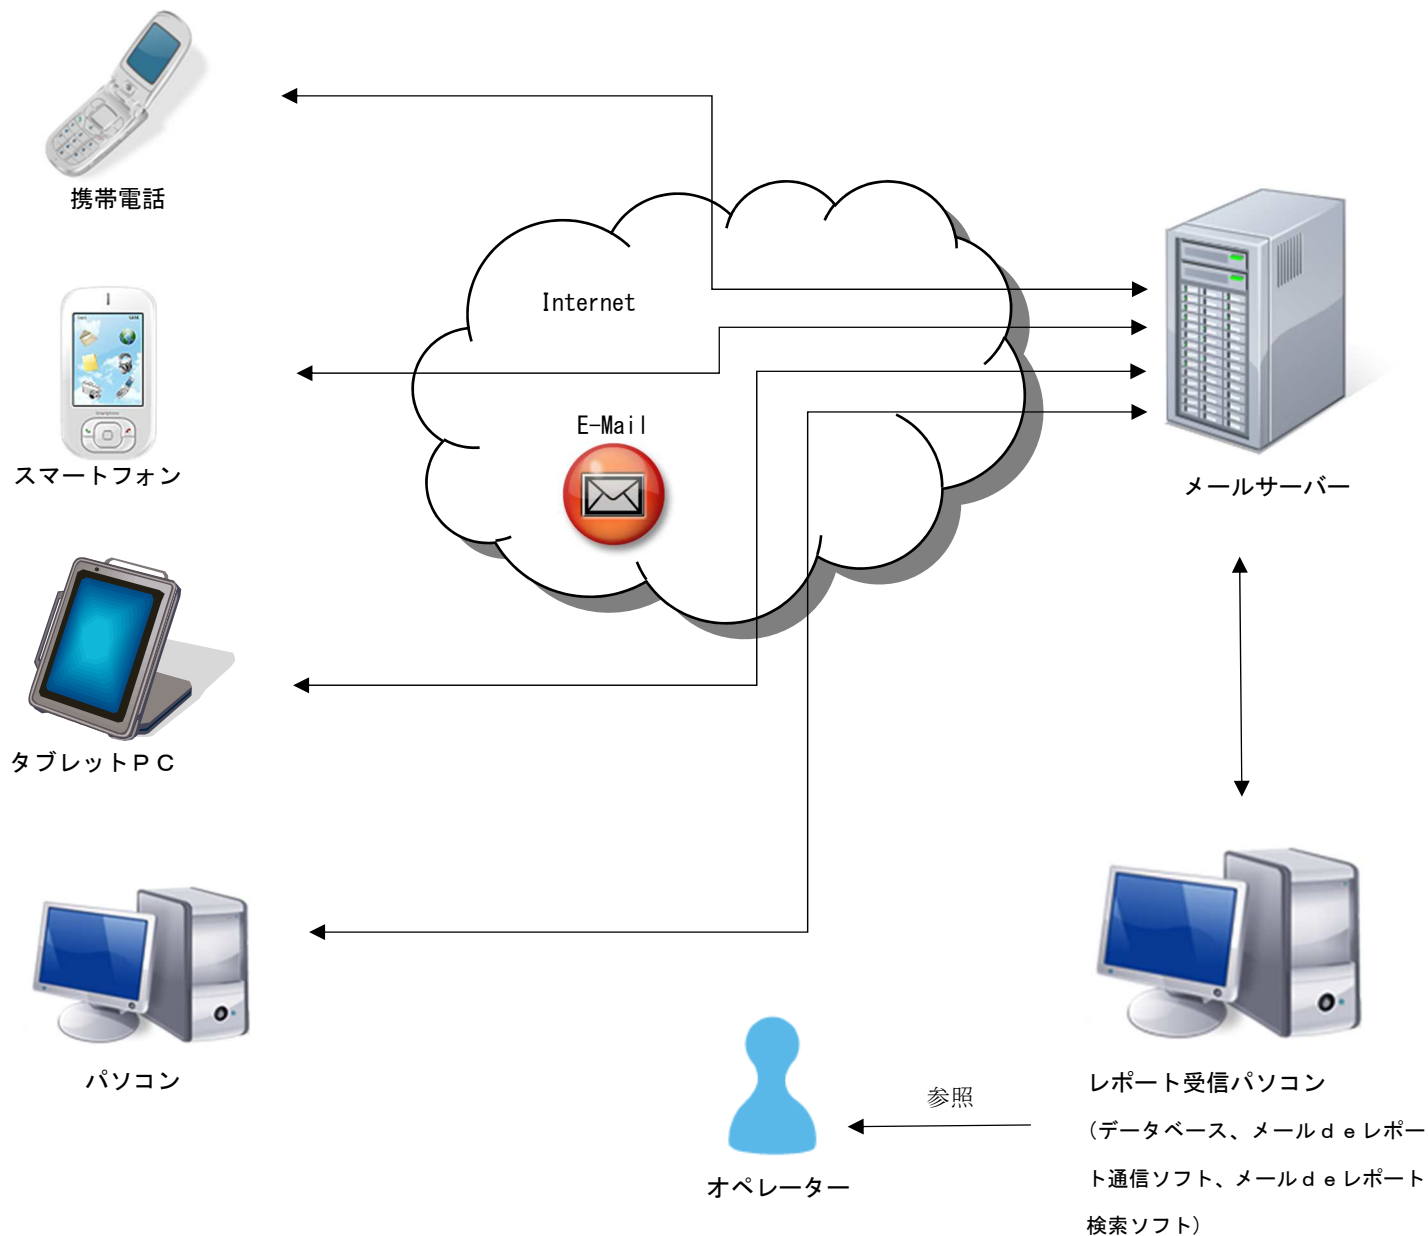 携帯電話
Internet
スマートフォン
E-Mail
メールサーバー
タブレットＰＣ
パソコン
レポート受信パソコン
（データベース、メールｄｅレポー
ト通信ソフト、メールｄｅレポート
検索ソフト）
参照
オペレーター